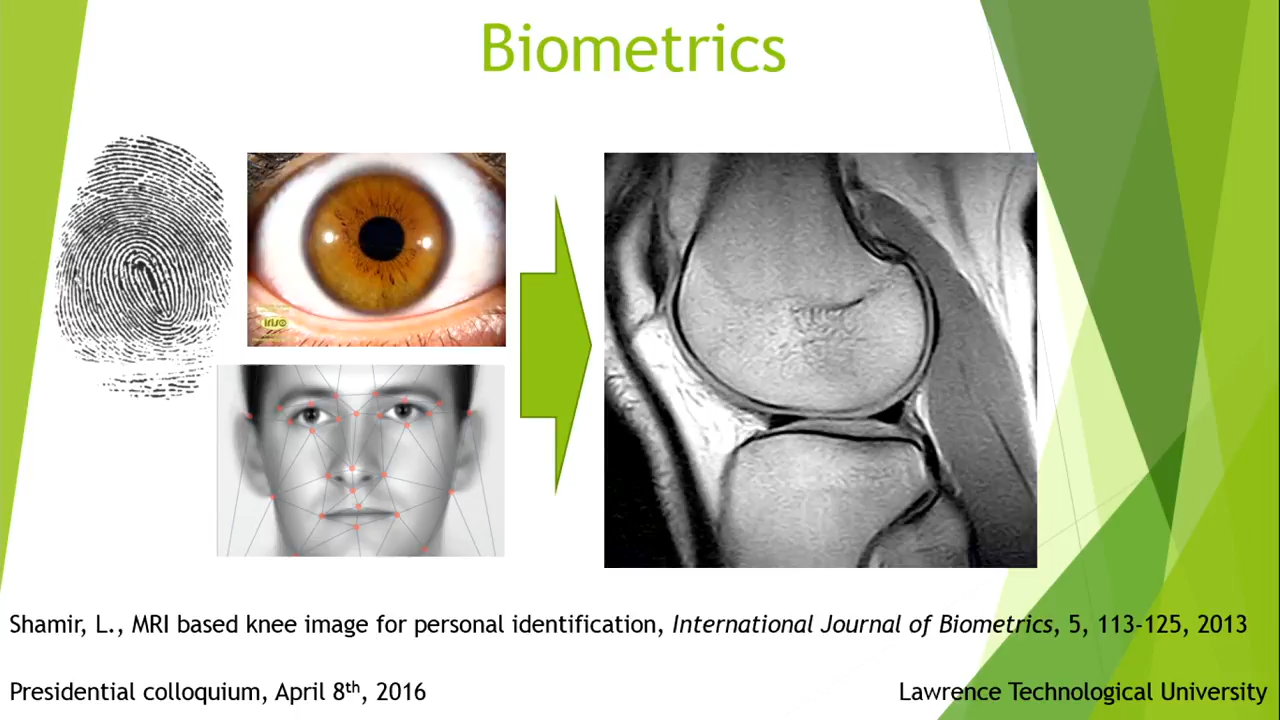 Biometrics
iriso
Shamir, L., MRI based knee image for personal identification, International Journal of Biometrics, 5, 113-125, 2013
Presidential colloquium, April 8th, 2016
Lawrence Technological University